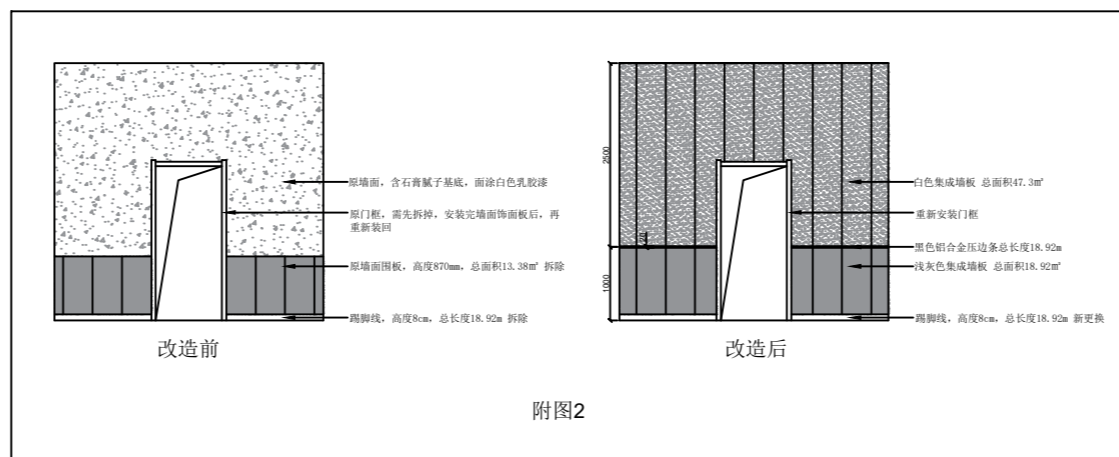 原墙面，含石膏腻子基底，面涂白色乳胶漆
原门框，需先拆掉，安装完墙面饰面板后，再
重新装回
原墙面围板，高度870mm，总面积13.38㎡ 拆除
踢脚线，高度8cm，总长度18.92m 拆除
改造前
2500
1000
白色集成墙板 总面积47.3㎡
重新安装门框
黑色铝合金压边条总长度18.92m
浅灰色集成墙板 总面积18.92㎡
踢脚线，高度8cm，总长度18.92m 新更换
改造后
附图2